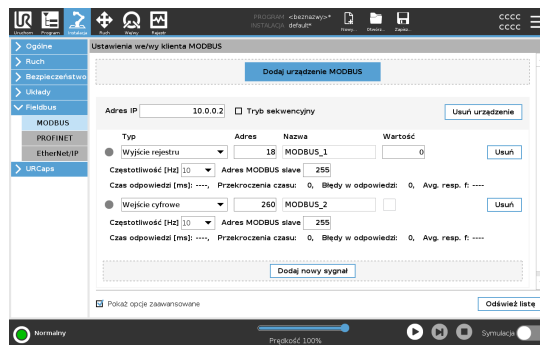 PROGRAM <beznazwy>*
INSTALACJA default*
CCCC
CCCC
Uruchom Program Instalacja Ruch We/wy Rejestr Nowy... Otwórz... Zapisz...
Ogólne
Ruch
Bezpieczeństwo
Układy
Fieldbus
MODBUS
PROFINET
EtherNet/IP
URCaps
Ustawienia we/wy klienta MODBUS
Dodaj urządzenie MODBUS
Adres IP 10.0.0.2 Tryb sekwencyjny Usuń urządzenie
Typ Adres Nazwa Wartość
Wyjście rejestru 18 MODBUS_1 0 Usuń
Częstotliwość [Hz] 10 Adres MODBUS slave 255
Czas odpowiedzi [ms]: ----, Przekroczenia czasu: 0, Błędy w odpowiedzi: 0, Avg. resp. f: ----
Wejście cyfrowe 260 MODBUS_2 Usuń
Częstotliwość [Hz] 10 Adres MODBUS slave 255
Czas odpowiedzi [ms]: ----, Przekroczenia czasu: 0, Błędy w odpowiedzi: 0, Avg. resp. f: ----
Dodaj nowy sygnał
Pokaż opcje zaawansowane Odśwież listę
Normalny Prędkość 100% Symulacja